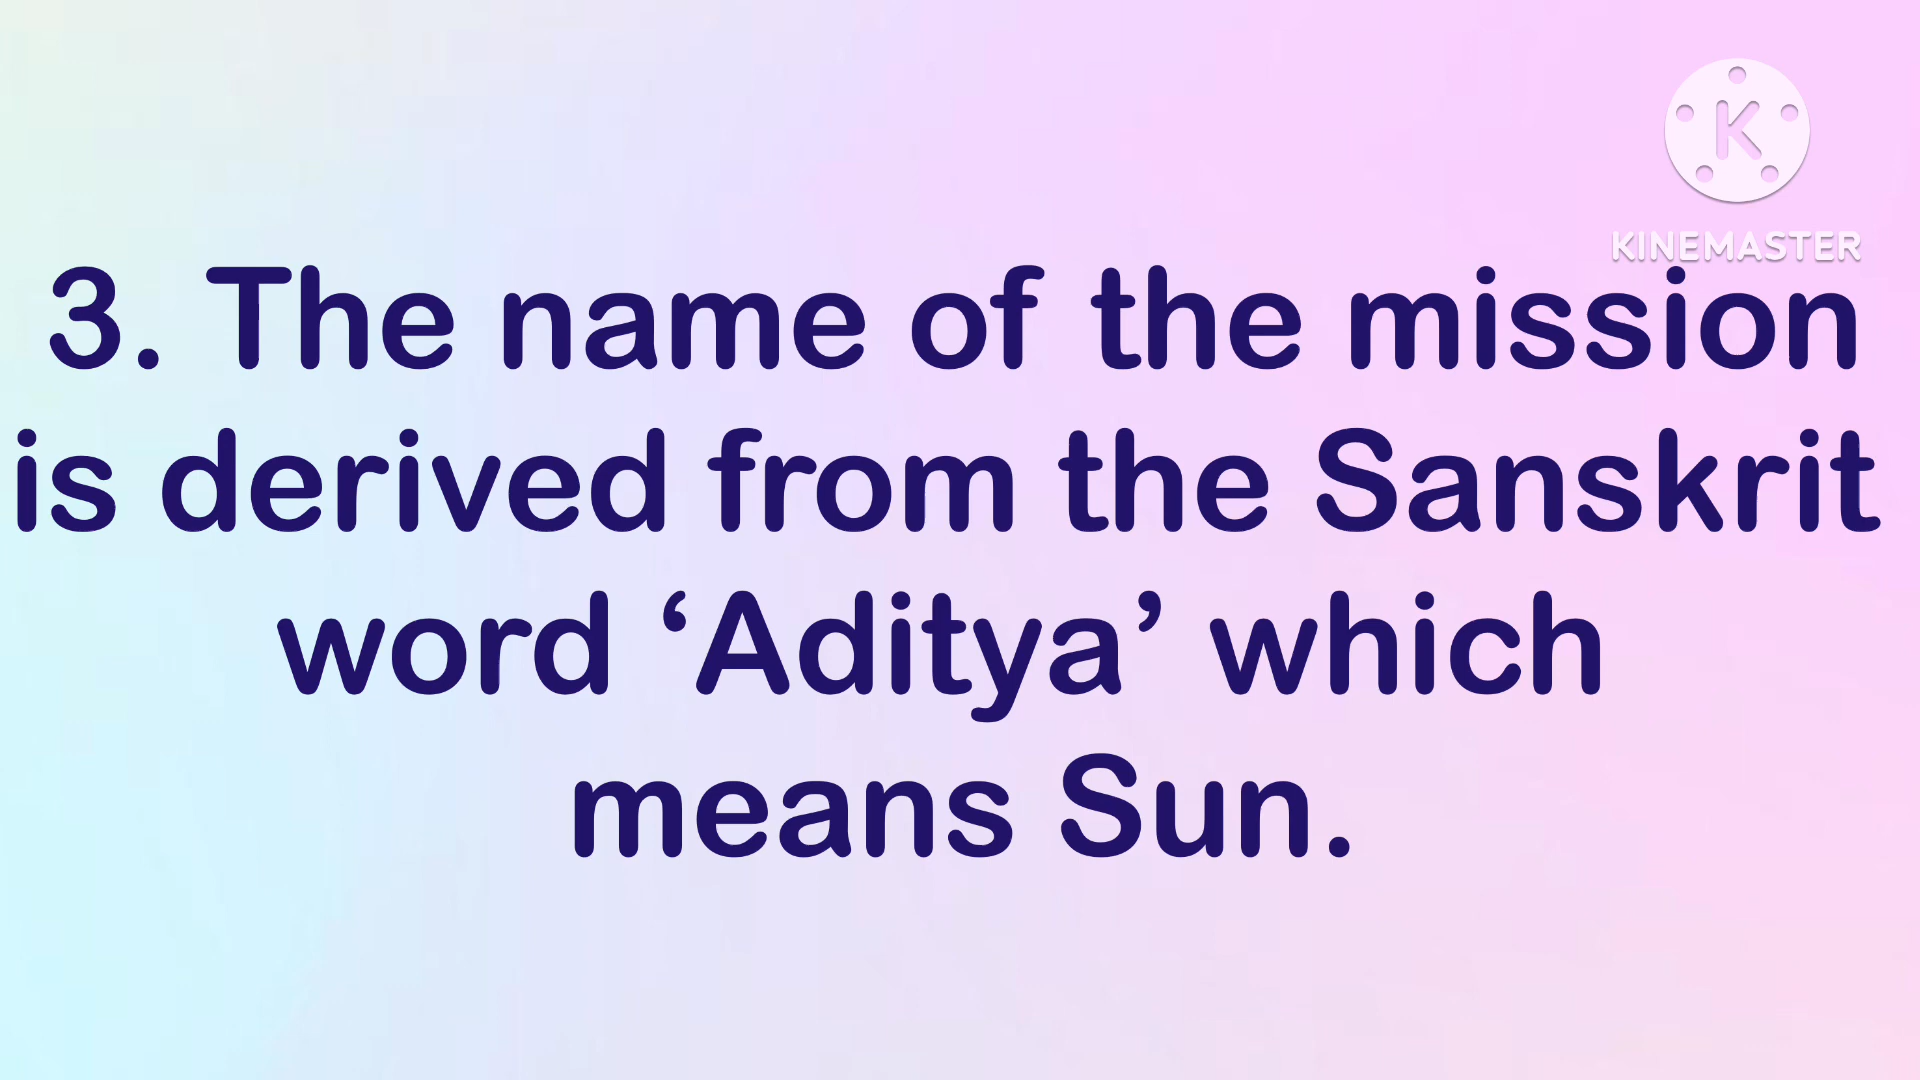 K
KINEMASTER
3. The name of the mission
is derived from the Sanskrit
word ‘Aditya’ which
means Sun.